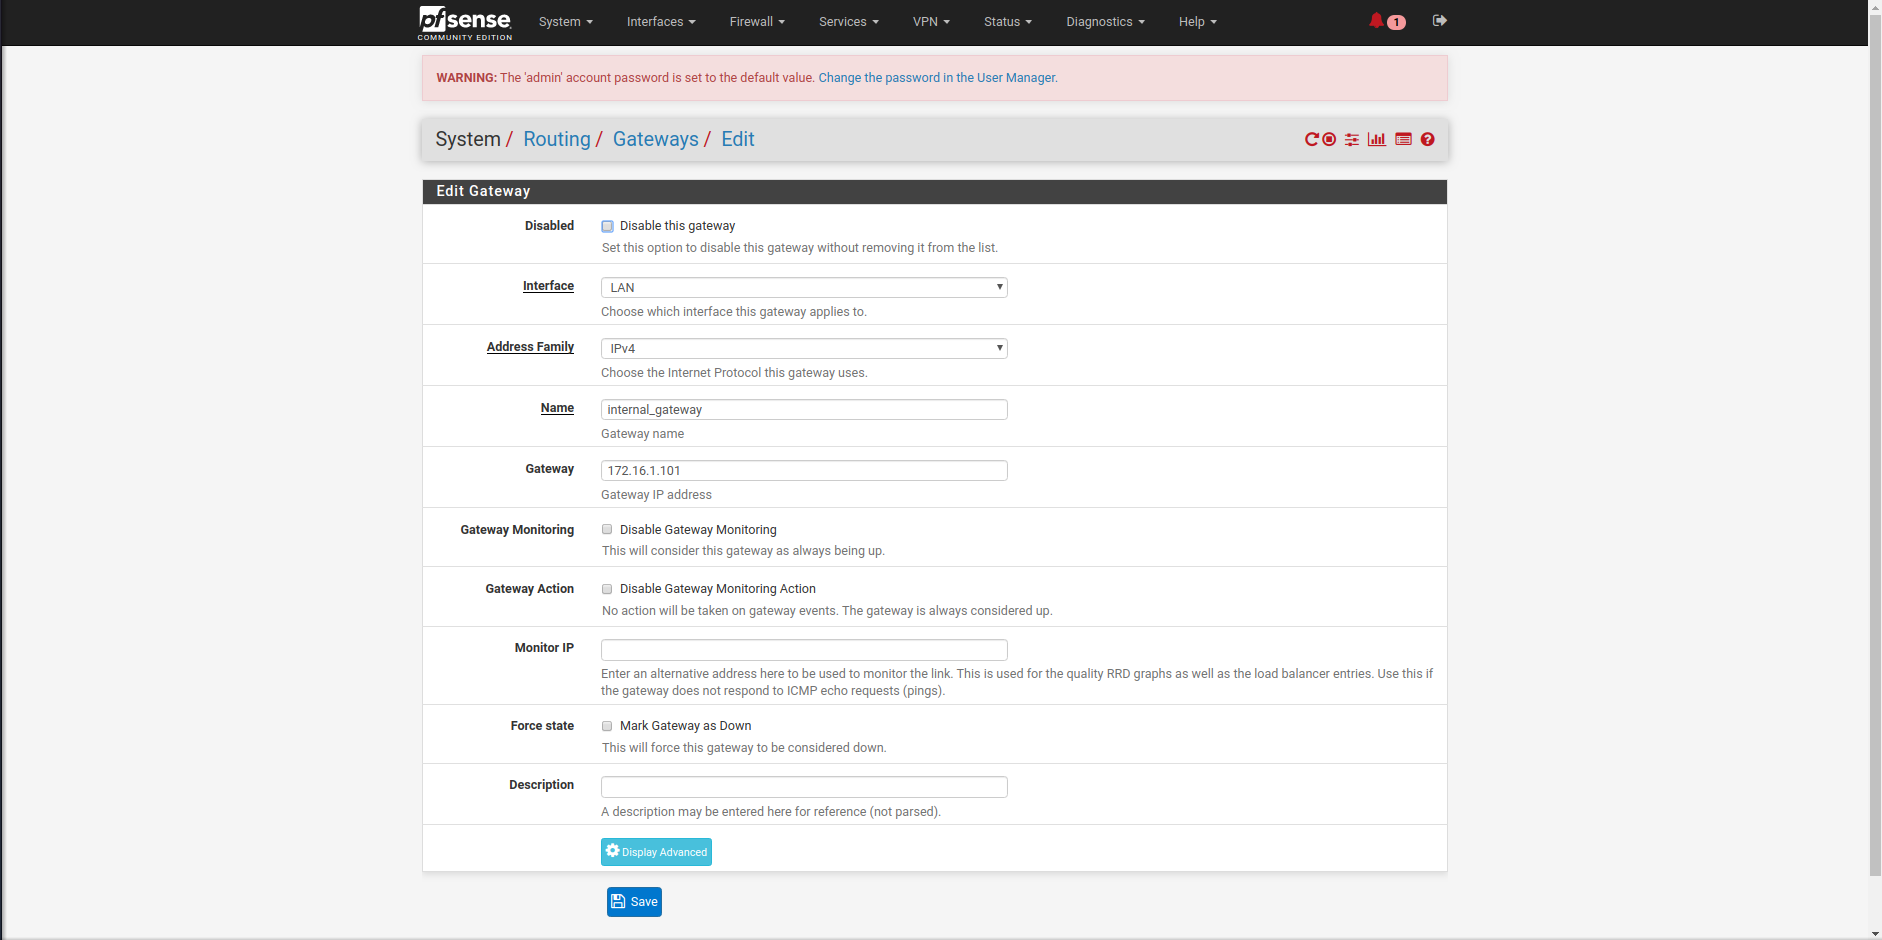 pfsense
COMMUNITY EDITION
System Interfaces Firewall Services VPN Status Diagnostics Help 1
WARNING: The 'admin' account password is set to the default value. Change the password in the User Manager.
System / Routing / Gateways / Edit
Edit Gateway
Disabled Disable this gateway
Set this option to disable this gateway without removing it from the list.
Interface LAN
Choose which interface this gateway applies to.
Address Family IPv4
Choose the Internet Protocol this gateway uses.
Name internal_gateway
Gateway name
Gateway 172.16.1.101
Gateway IP address
Gateway Monitoring Disable Gateway Monitoring
This will consider this gateway as always being up.
Gateway Action Disable Gateway Monitoring Action
No action will be taken on gateway events. The gateway is always considered up.
Monitor IP
Enter an alternative address here to be used to monitor the link. This is used for the quality RRD graphs as well as the load balancer entries. Use this if
the gateway does not respond to ICMP echo requests (pings).
Force state Mark Gateway as Down
This will force this gateway to be considered down.
Description
A description may be entered here for reference (not parsed).
Display Advanced
Save